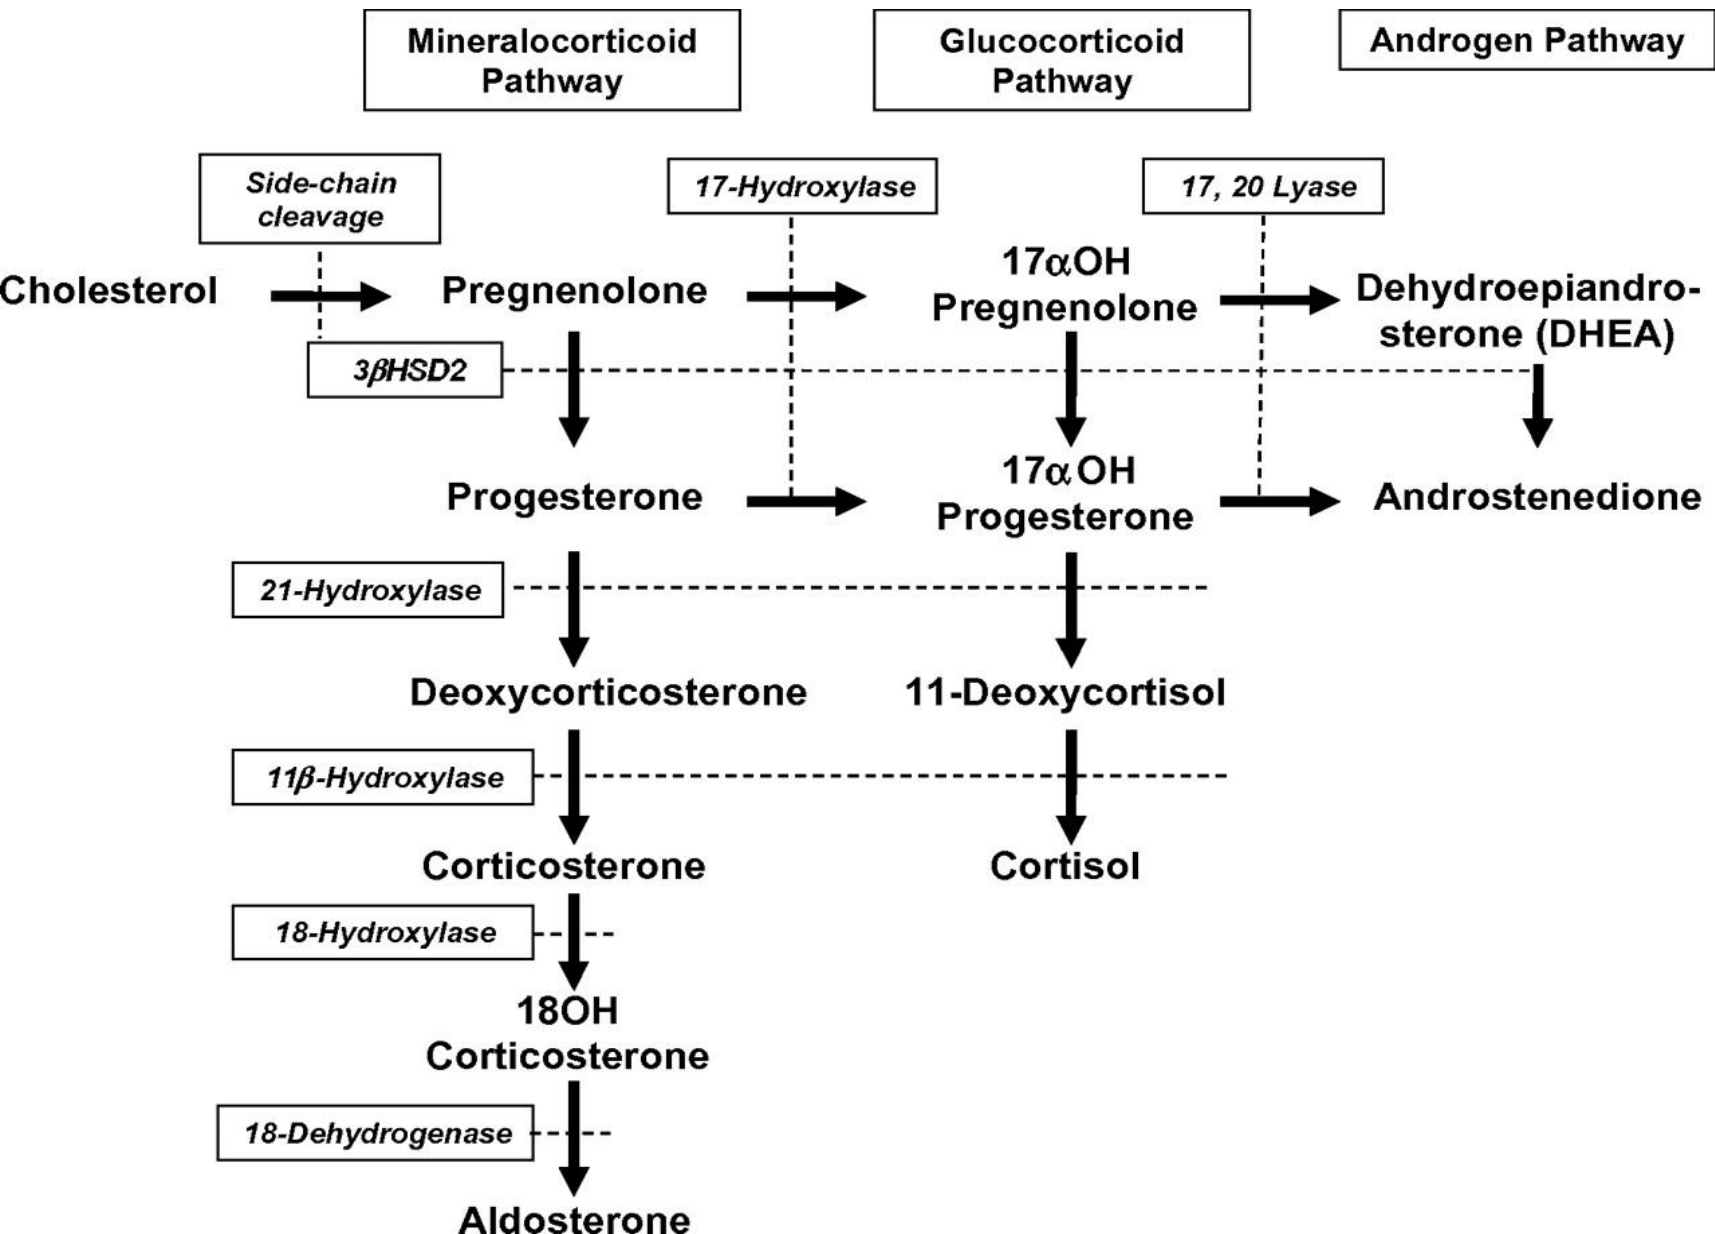 Mineralocorticoid
Pathway
Glucocorticoid
Pathway
Androgen Pathway
Side-chain
cleavage
17-Hydroxylase
17, 20 Lyase
Cholesterol
Pregnenolone
17αOH
Pregnenolone
Dehydroepiandro-
sterone (DHEA)
3βHSD2
Progesterone
17αOH
Progesterone
Androstenedione
21-Hydroxylase
Deoxycorticosterone
11-Deoxycortisol
11β-Hydroxylase
Corticosterone
Cortisol
18-Hydroxylase
18OH
Corticosterone
18-Dehydrogenase
Aldosterone